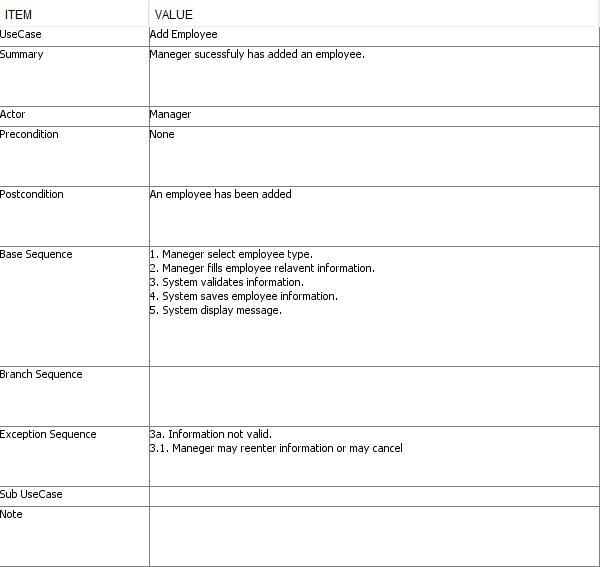 ITEM VALUE
UseCase Add Employee
Summary Maneger sucessfuly has added an employee.
Actor Manager
Precondition None
Postcondition An employee has been added
Base Sequence 1. Maneger select employee type.
2. Maneger fills employee relavent information.
3. System validates information.
4. System saves employee information.
5. System display message.
Branch Sequence
Exception Sequence 3a. Information not valid.
3.1. Maneger may reenter information or may cancel
Sub UseCase
Note